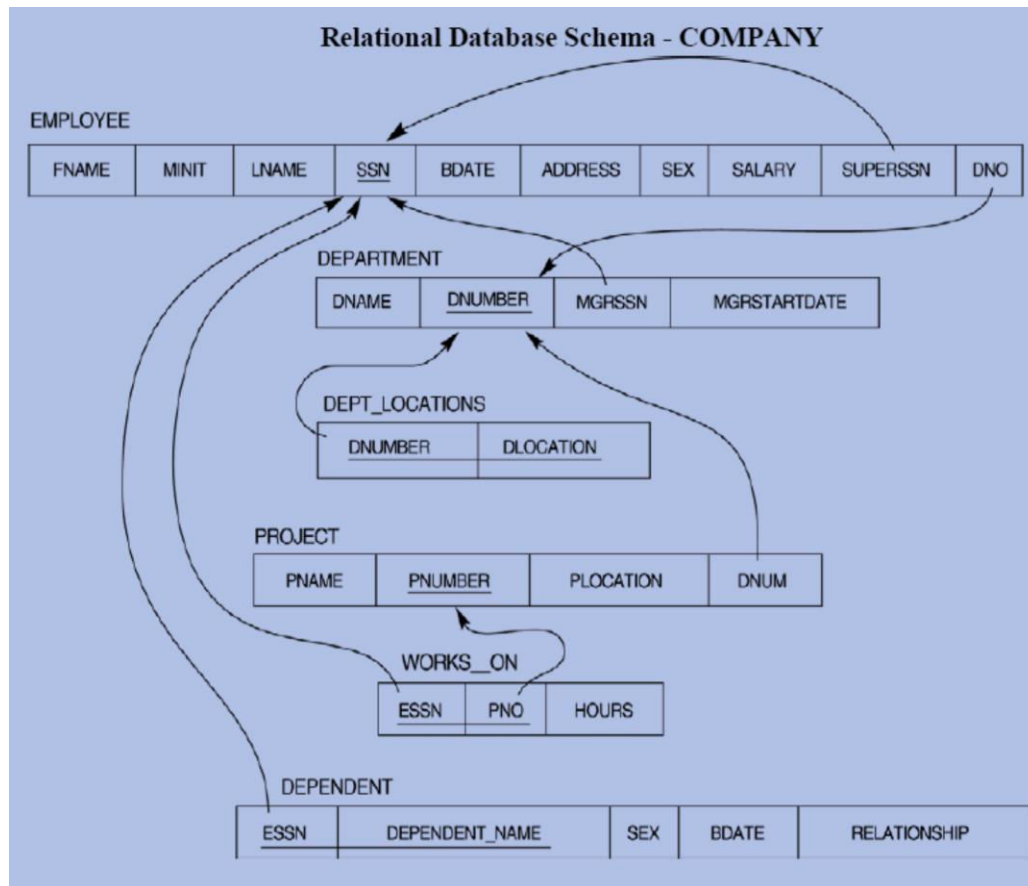 Relational Database Schema - COMPANY
EMPLOYEE
FNAME MINIT LNAME SSN BDATE ADDRESS SEX SALARY SUPERSSN DNO
DEPARTMENT
DNAME DNUMBER MGRSSN MGRSTARTDATE
DEPT_LOCATIONS
DNUMBER DLOCATION
PROJECT
PNAME PNUMBER PLOCATION DNUM
WORKS__ON
ESSN PNO HOURS
DEPENDENT
ESSN DEPENDENT_NAME SEX BDATE RELATIONSHIP